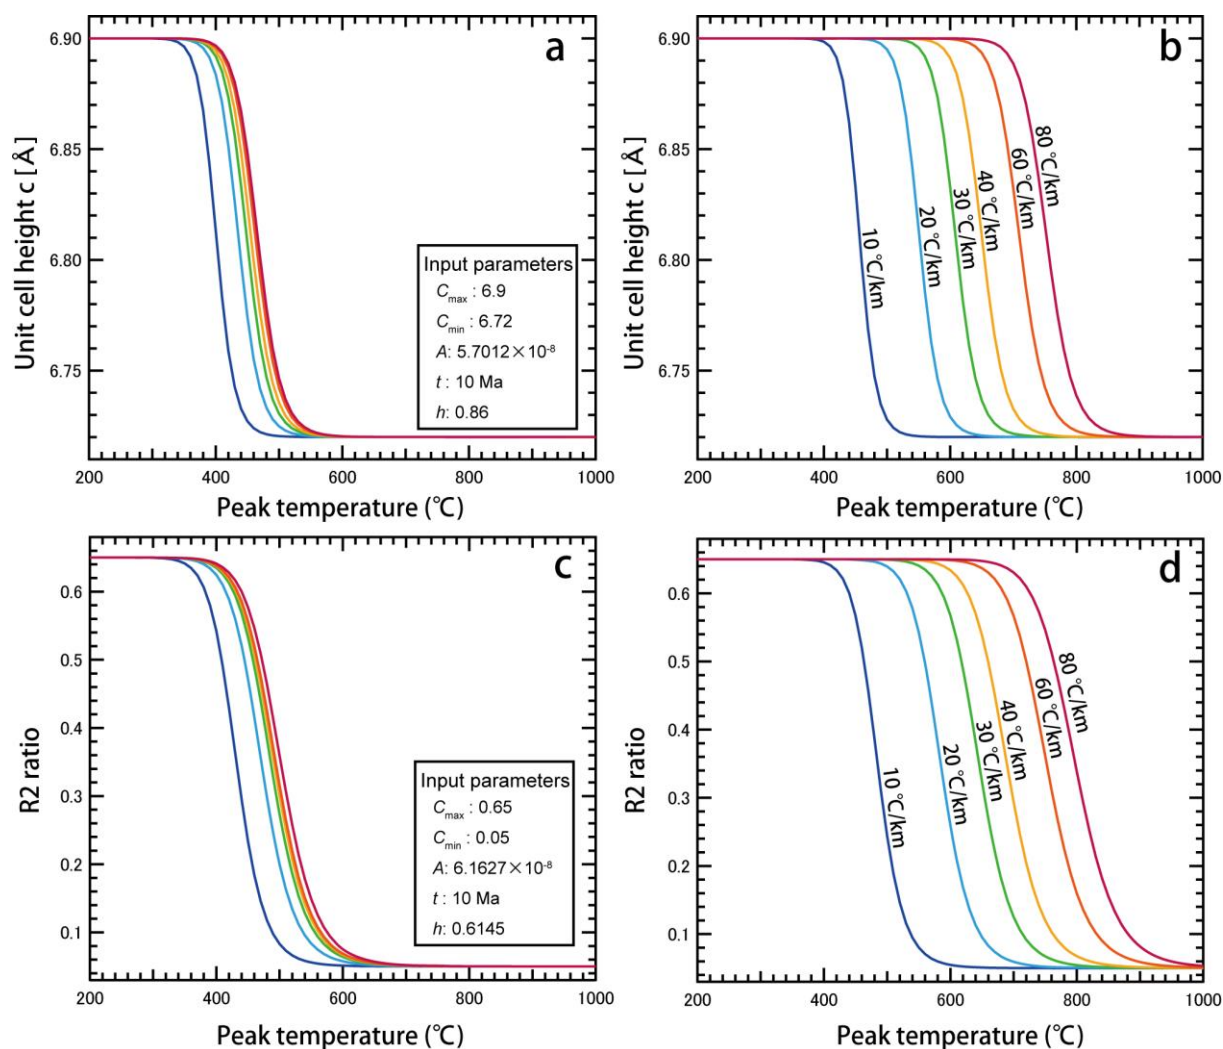 a
6.90
6.85
6.80
6.75
Unit cell height c [Å]
Input parameters
Cmax : 6.9
Cmin : 6.72
A: 5.7012×10⁻⁸
t : 10 Ma
h: 0.86
200 400 600 800 1000
Peak temperature (℃)
b
6.90
6.85
6.80
6.75
Unit cell height c [Å]
10 ℃/km
20 ℃/km
30 ℃/km
40 ℃/km
60 ℃/km
80 ℃/km
200 400 600 800 1000
Peak temperature (℃)
c
0.6
0.5
0.4
0.3
0.2
0.1
R2 ratio
Input parameters
Cmax : 0.65
Cmin : 0.05
A: 6.1627×10⁻⁸
t : 10 Ma
h: 0.6145
200 400 600 800 1000
Peak temperature (℃)
d
0.6
0.5
0.4
0.3
0.2
0.1
R2 ratio
10 ℃/km
20 ℃/km
30 ℃/km
40 ℃/km
60 ℃/km
80 ℃/km
200 400 600 800 1000
Peak temperature (℃)